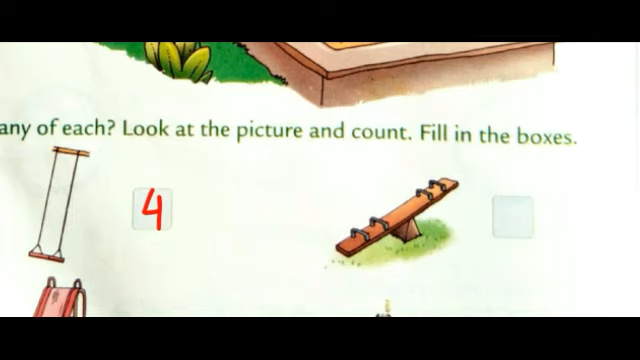 any of each? Look at the picture and count. Fill in the boxes.
4